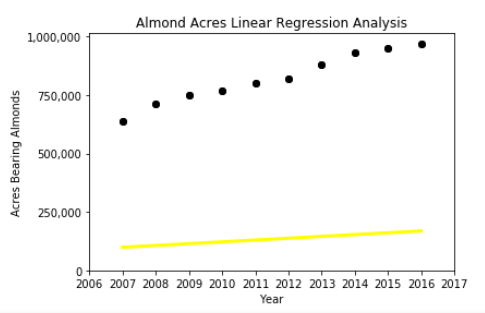 Almond Acres Linear Regression Analysis
1,000,000
750,000
500,000
250,000
0
Acres Bearing Almonds
2006 2007 2008 2009 2010 2011 2012 2013 2014 2015 2016 2017
Year